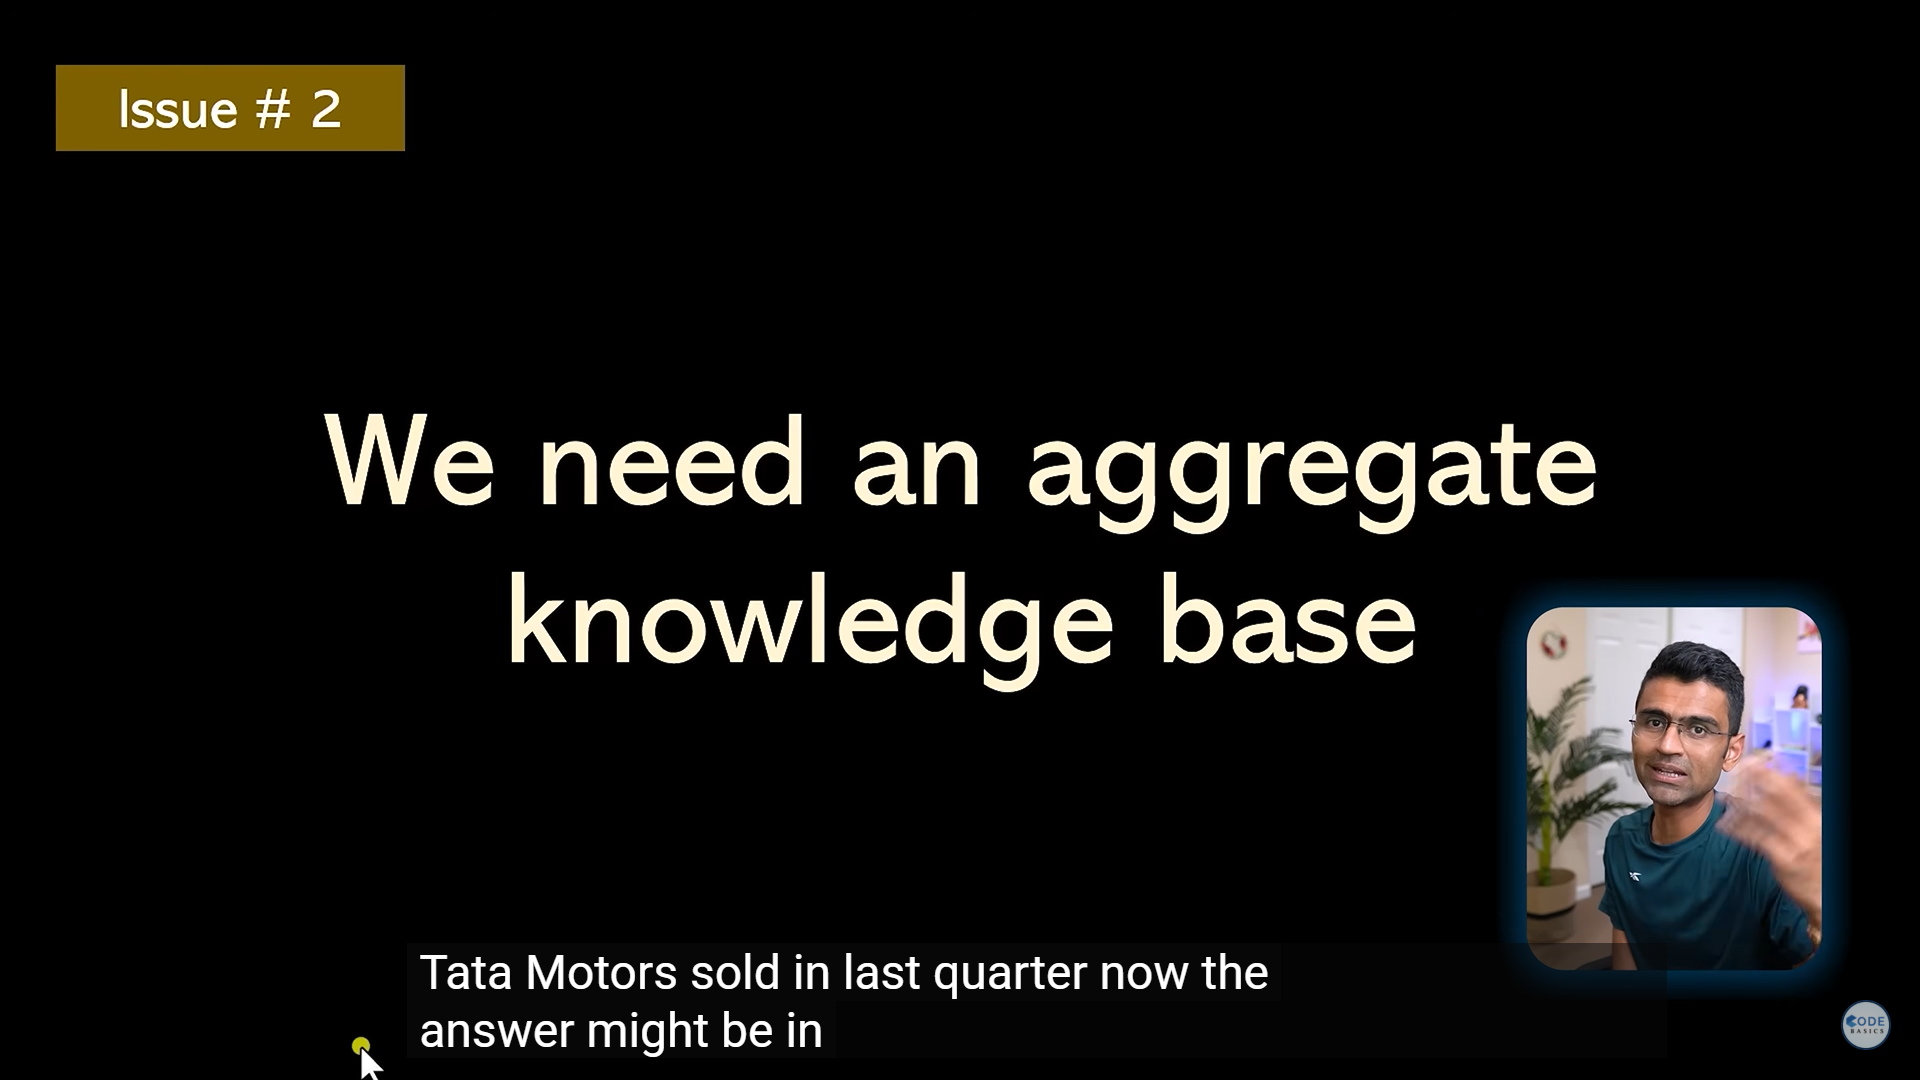 Issue # 2
We need an aggregate
knowledge base
Tata Motors sold in last quarter now the
answer might be in
CODE
BASICS